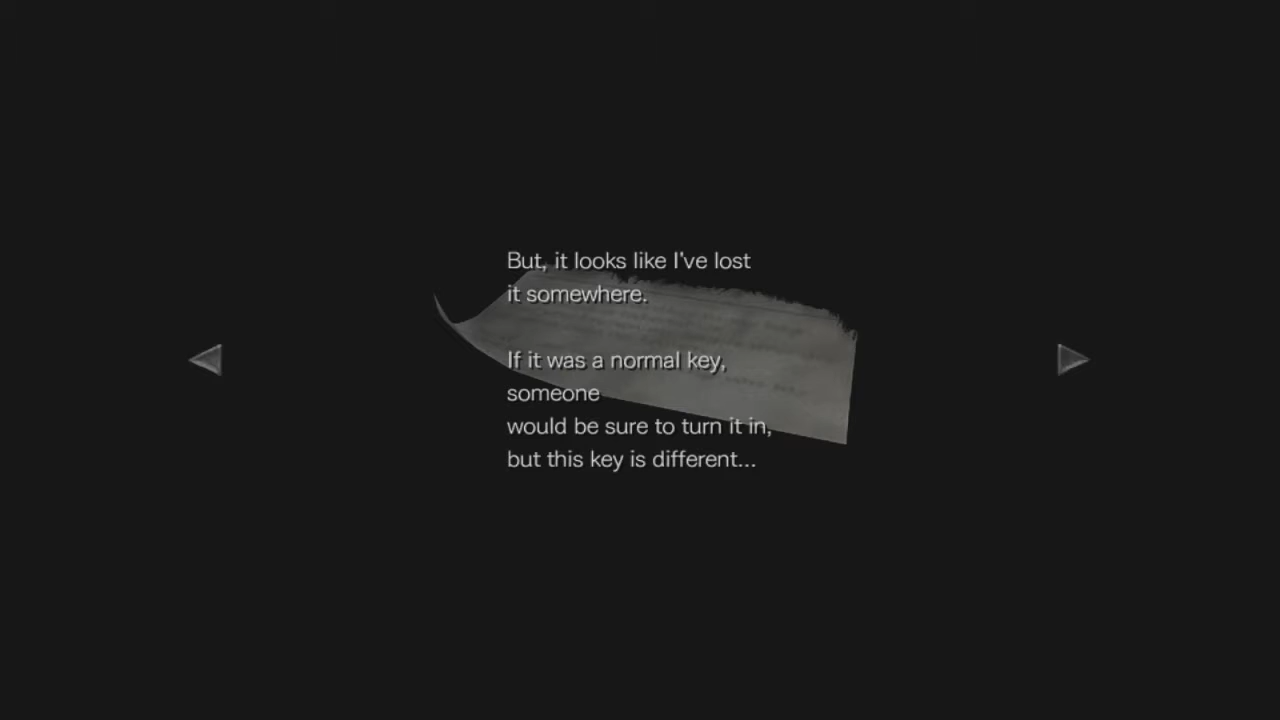 But, it looks like I've lost
it somewhere.
If it was a normal key,
someone
would be sure to turn it in,
but this key is different...